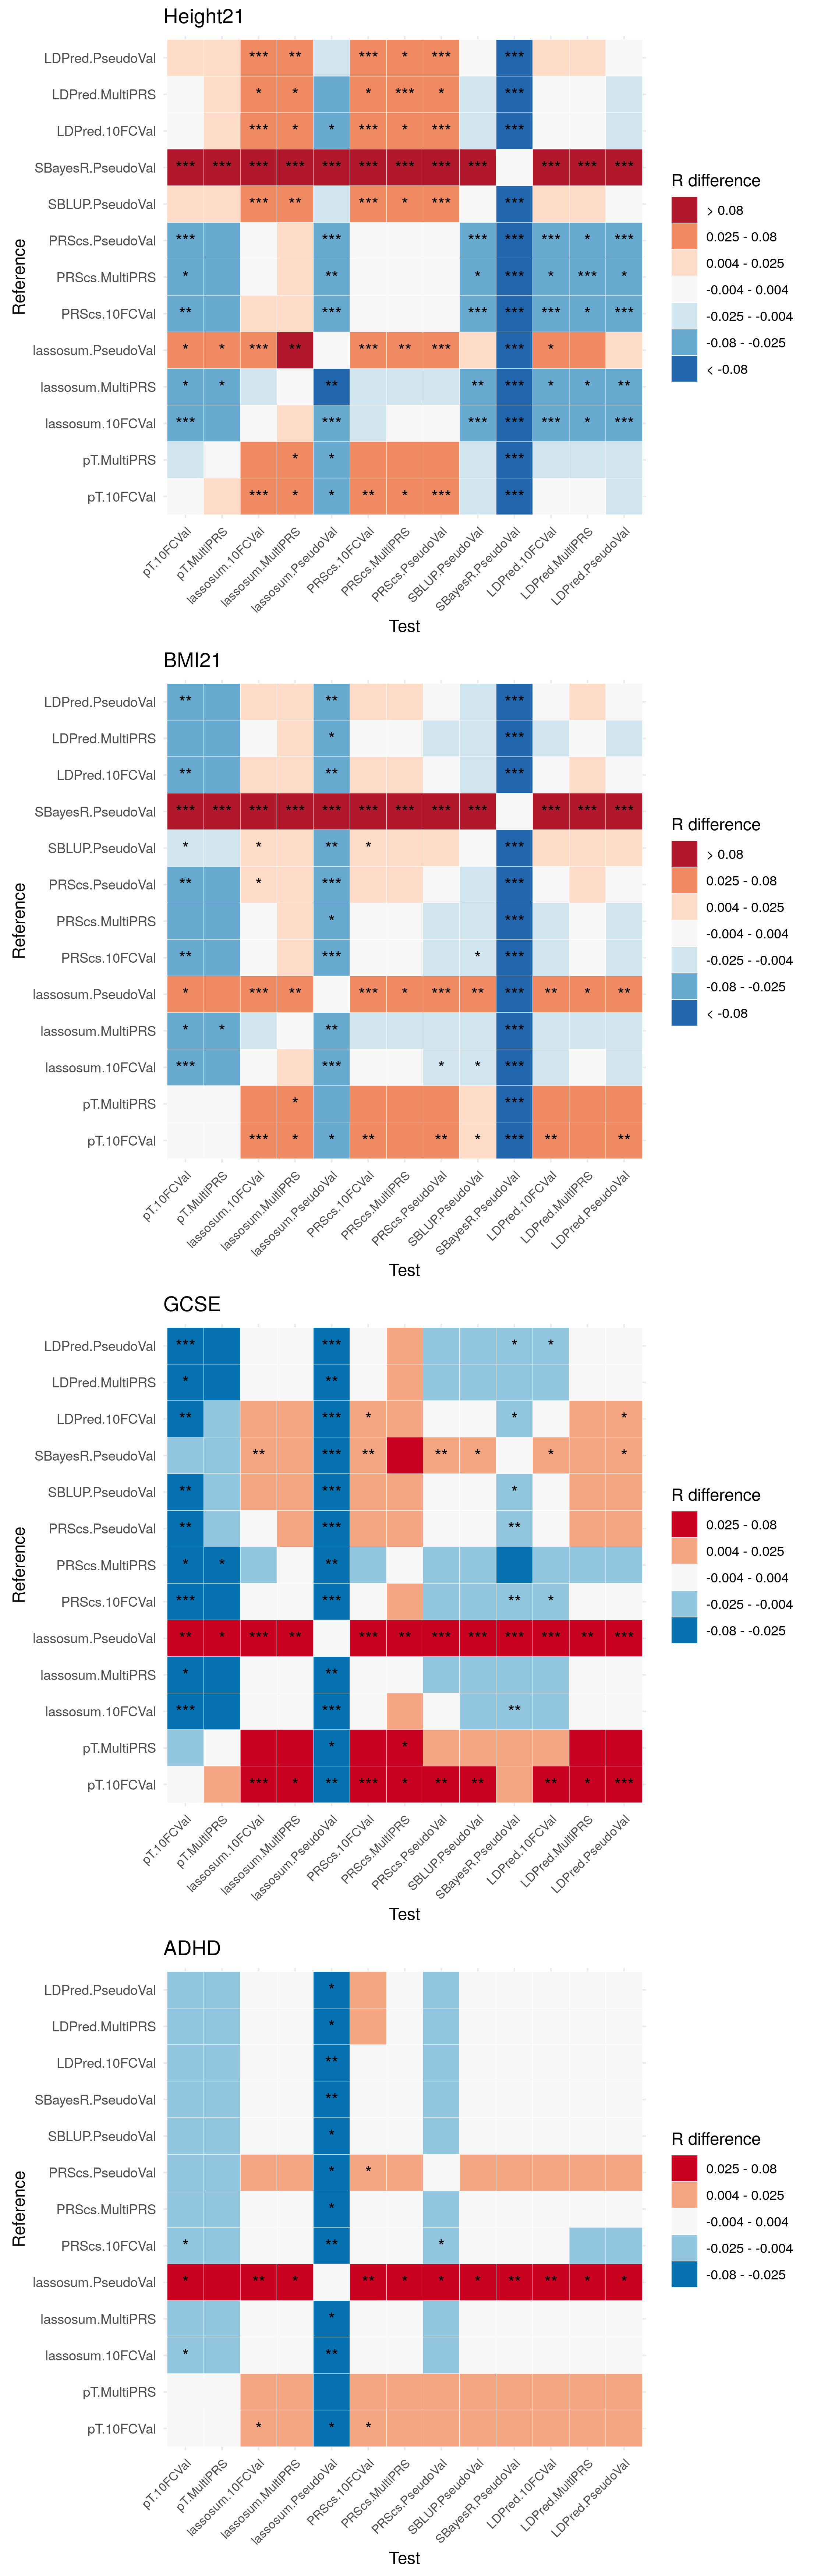 Height21
Reference
LDPred.PseudoVal *** ** *** * *** ***
LDPred.MultiPRS * * * *** * ***
LDPred.10FCVal *** * * *** * *** ***
SBayesR.PseudoVal *** *** *** *** *** *** *** *** *** *** *** ***
SBLUP.PseudoVal *** ** *** * *** ***
PRScs.PseudoVal *** *** *** *** *** * ***
PRScs.MultiPRS * ** * *** * *** *
PRScs.10FCVal ** *** *** *** *** * ***
lassosum.PseudoVal * * *** ** *** ** *** *** *
lassosum.MultiPRS * * ** ** *** * * **
lassosum.10FCVal *** *** *** *** *** * ***
pT.MultiPRS * * ***
pT.10FCVal *** * * ** * *** ***
pT.10FCVal
pT.MultiPRS
lassosum.10FCVal
lassosum.MultiPRS
lassosum.PseudoVal
PRScs.10FCVal
PRScs.MultiPRS
PRScs.PseudoVal
SBLUP.PseudoVal
SBayesR.PseudoVal
LDPred.10FCVal
LDPred.MultiPRS
LDPred.PseudoVal
Test
R difference
> 0.08
0.025 - 0.08
0.004 - 0.025
-0.004 - 0.004
-0.025 - -0.004
-0.08 - -0.025
< -0.08
BMI21
Reference
LDPred.PseudoVal ** ** ***
LDPred.MultiPRS * ***
LDPred.10FCVal ** ** ***
SBayesR.PseudoVal *** *** *** *** *** *** *** *** *** *** *** ***
SBLUP.PseudoVal * * ** * ***
PRScs.PseudoVal ** * *** ***
PRScs.MultiPRS * ***
PRScs.10FCVal ** *** * ***
lassosum.PseudoVal * *** ** *** * *** ** *** ** * **
lassosum.MultiPRS * * ** ***
lassosum.10FCVal *** *** * * ***
pT.MultiPRS * ***
pT.10FCVal *** * * ** ** * *** ** **
pT.10FCVal
pT.MultiPRS
lassosum.10FCVal
lassosum.MultiPRS
lassosum.PseudoVal
PRScs.10FCVal
PRScs.MultiPRS
PRScs.PseudoVal
SBLUP.PseudoVal
SBayesR.PseudoVal
LDPred.10FCVal
LDPred.MultiPRS
LDPred.PseudoVal
Test
R difference
> 0.08
0.025 - 0.08
0.004 - 0.025
-0.004 - 0.004
-0.025 - -0.004
-0.08 - -0.025
< -0.08
GCSE
Reference
LDPred.PseudoVal *** *** * *
LDPred.MultiPRS * **
LDPred.10FCVal ** *** * * *
SBayesR.PseudoVal ** *** ** ** * * *
SBLUP.PseudoVal ** *** *
PRScs.PseudoVal ** *** **
PRScs.MultiPRS * * **
PRScs.10FCVal *** *** ** *
lassosum.PseudoVal ** * *** ** *** ** *** *** *** *** ** ***
lassosum.MultiPRS * **
lassosum.10FCVal *** *** **
pT.MultiPRS * *
pT.10FCVal *** * ** *** * ** ** ** * ***
pT.10FCVal
pT.MultiPRS
lassosum.10FCVal
lassosum.MultiPRS
lassosum.PseudoVal
PRScs.10FCVal
PRScs.MultiPRS
PRScs.PseudoVal
SBLUP.PseudoVal
SBayesR.PseudoVal
LDPred.10FCVal
LDPred.MultiPRS
LDPred.PseudoVal
Test
R difference
0.025 - 0.08
0.004 - 0.025
-0.004 - 0.004
-0.025 - -0.004
-0.08 - -0.025
ADHD
Reference
LDPred.PseudoVal *
LDPred.MultiPRS *
LDPred.10FCVal **
SBayesR.PseudoVal **
SBLUP.PseudoVal *
PRScs.PseudoVal * *
PRScs.MultiPRS *
PRScs.10FCVal * ** *
lassosum.PseudoVal * ** * ** * * * ** ** * *
lassosum.MultiPRS *
lassosum.10FCVal * **
pT.MultiPRS
pT.10FCVal * * *
pT.10FCVal
pT.MultiPRS
lassosum.10FCVal
lassosum.MultiPRS
lassosum.PseudoVal
PRScs.10FCVal
PRScs.MultiPRS
PRScs.PseudoVal
SBLUP.PseudoVal
SBayesR.PseudoVal
LDPred.10FCVal
LDPred.MultiPRS
LDPred.PseudoVal
Test
R difference
0.025 - 0.08
0.004 - 0.025
-0.004 - 0.004
-0.025 - -0.004
-0.08 - -0.025